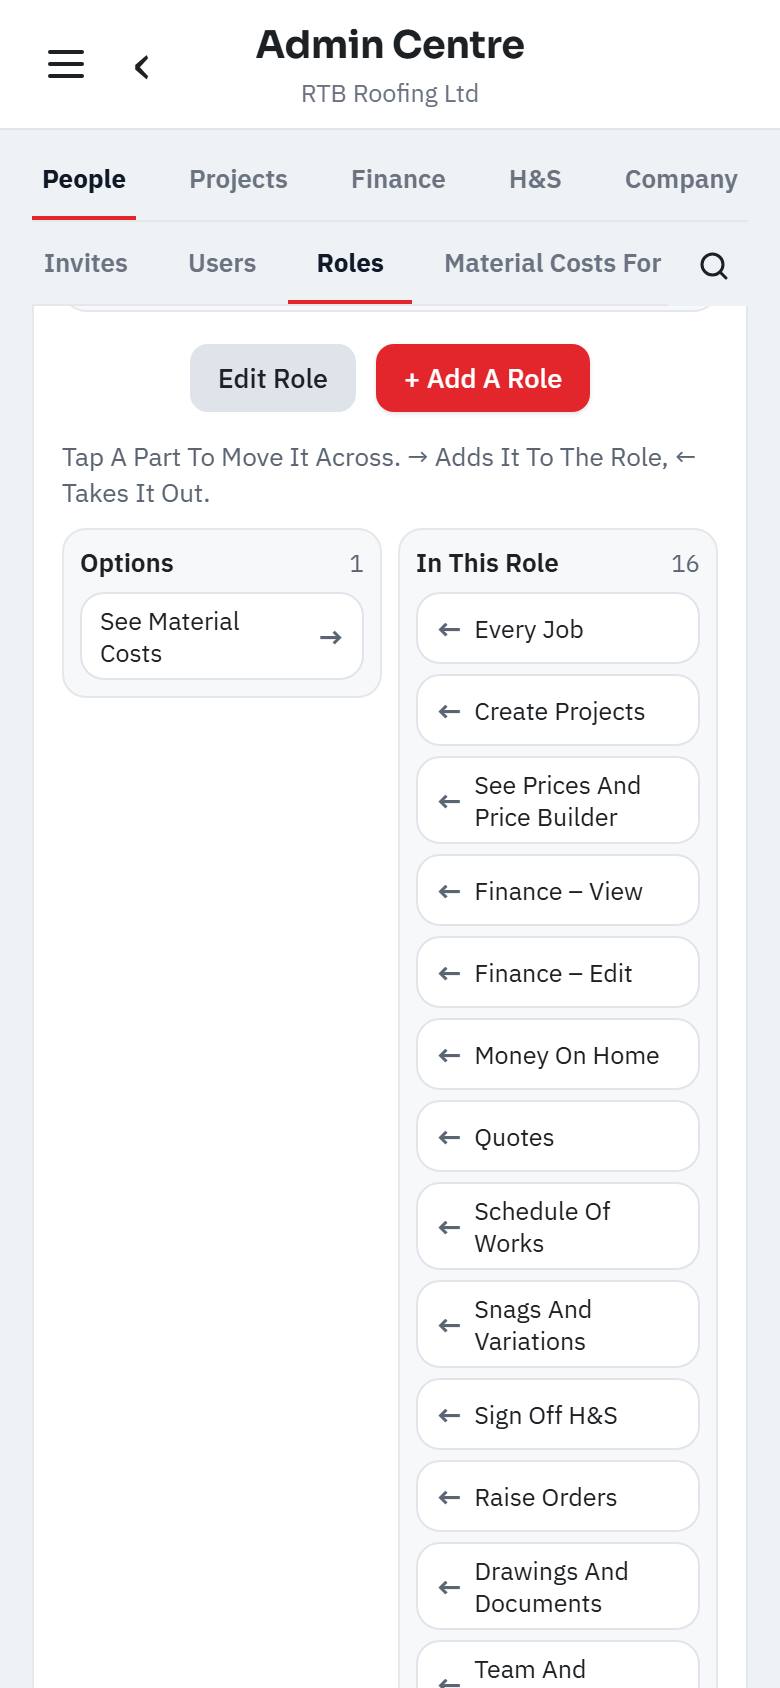 Admin Centre
RTB Roofing Ltd
People Projects Finance H&S Company
Invites Users Roles Material Costs For
Edit Role + Add A Role
Tap A Part To Move It Across. → Adds It To The Role, ←
Takes It Out.
Options 1
See Material
Costs →
In This Role 16
← Every Job
← Create Projects
← See Prices And
Price Builder
← Finance – View
← Finance – Edit
← Money On Home
← Quotes
← Schedule Of
Works
← Snags And
Variations
← Sign Off H&S
← Raise Orders
← Drawings And
Documents
← Team And